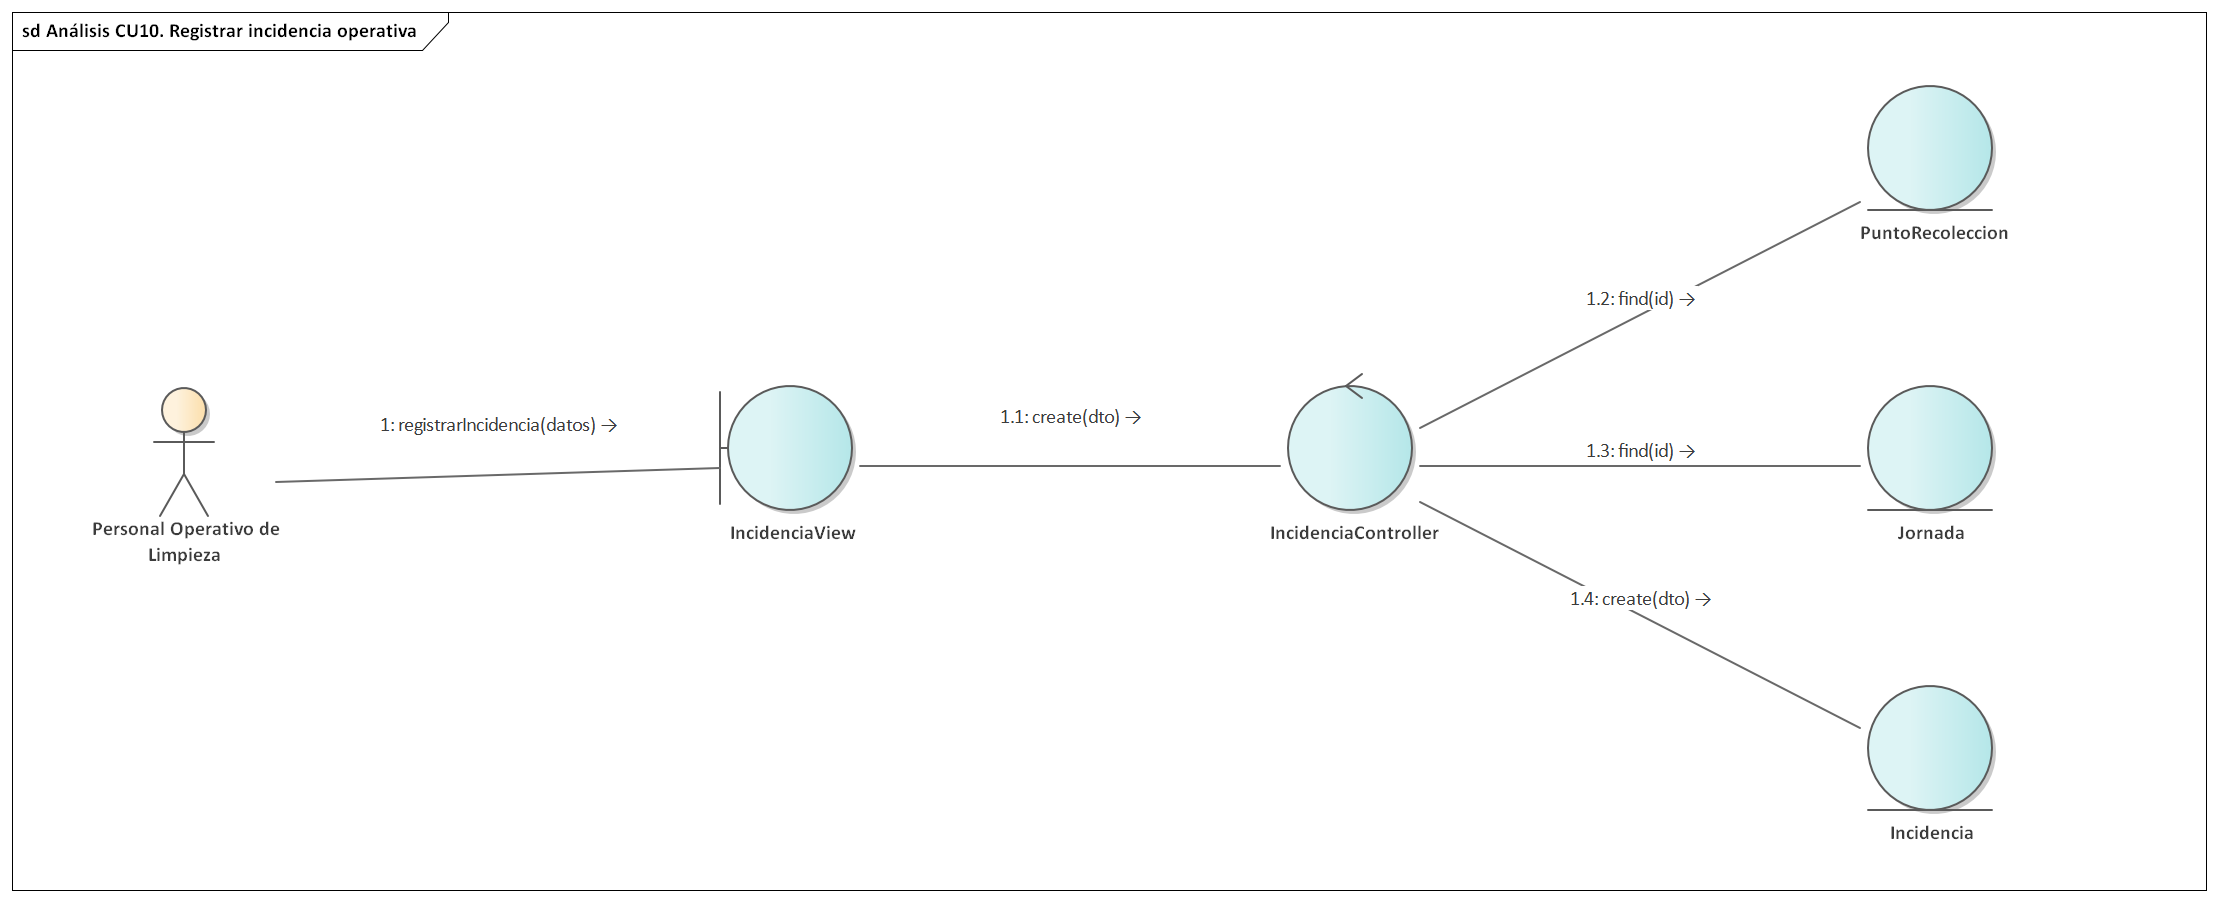 sd Análisis CU10. Registrar incidencia operativa
PuntoRecoleccion
1.2: find(id) →
1: registrarIncidencia(datos) →
1.1: create(dto) →
1.3: find(id) →
Personal Operativo de
Limpieza
IncidenciaView
IncidenciaController
Jornada
1.4: create(dto) →
Incidencia